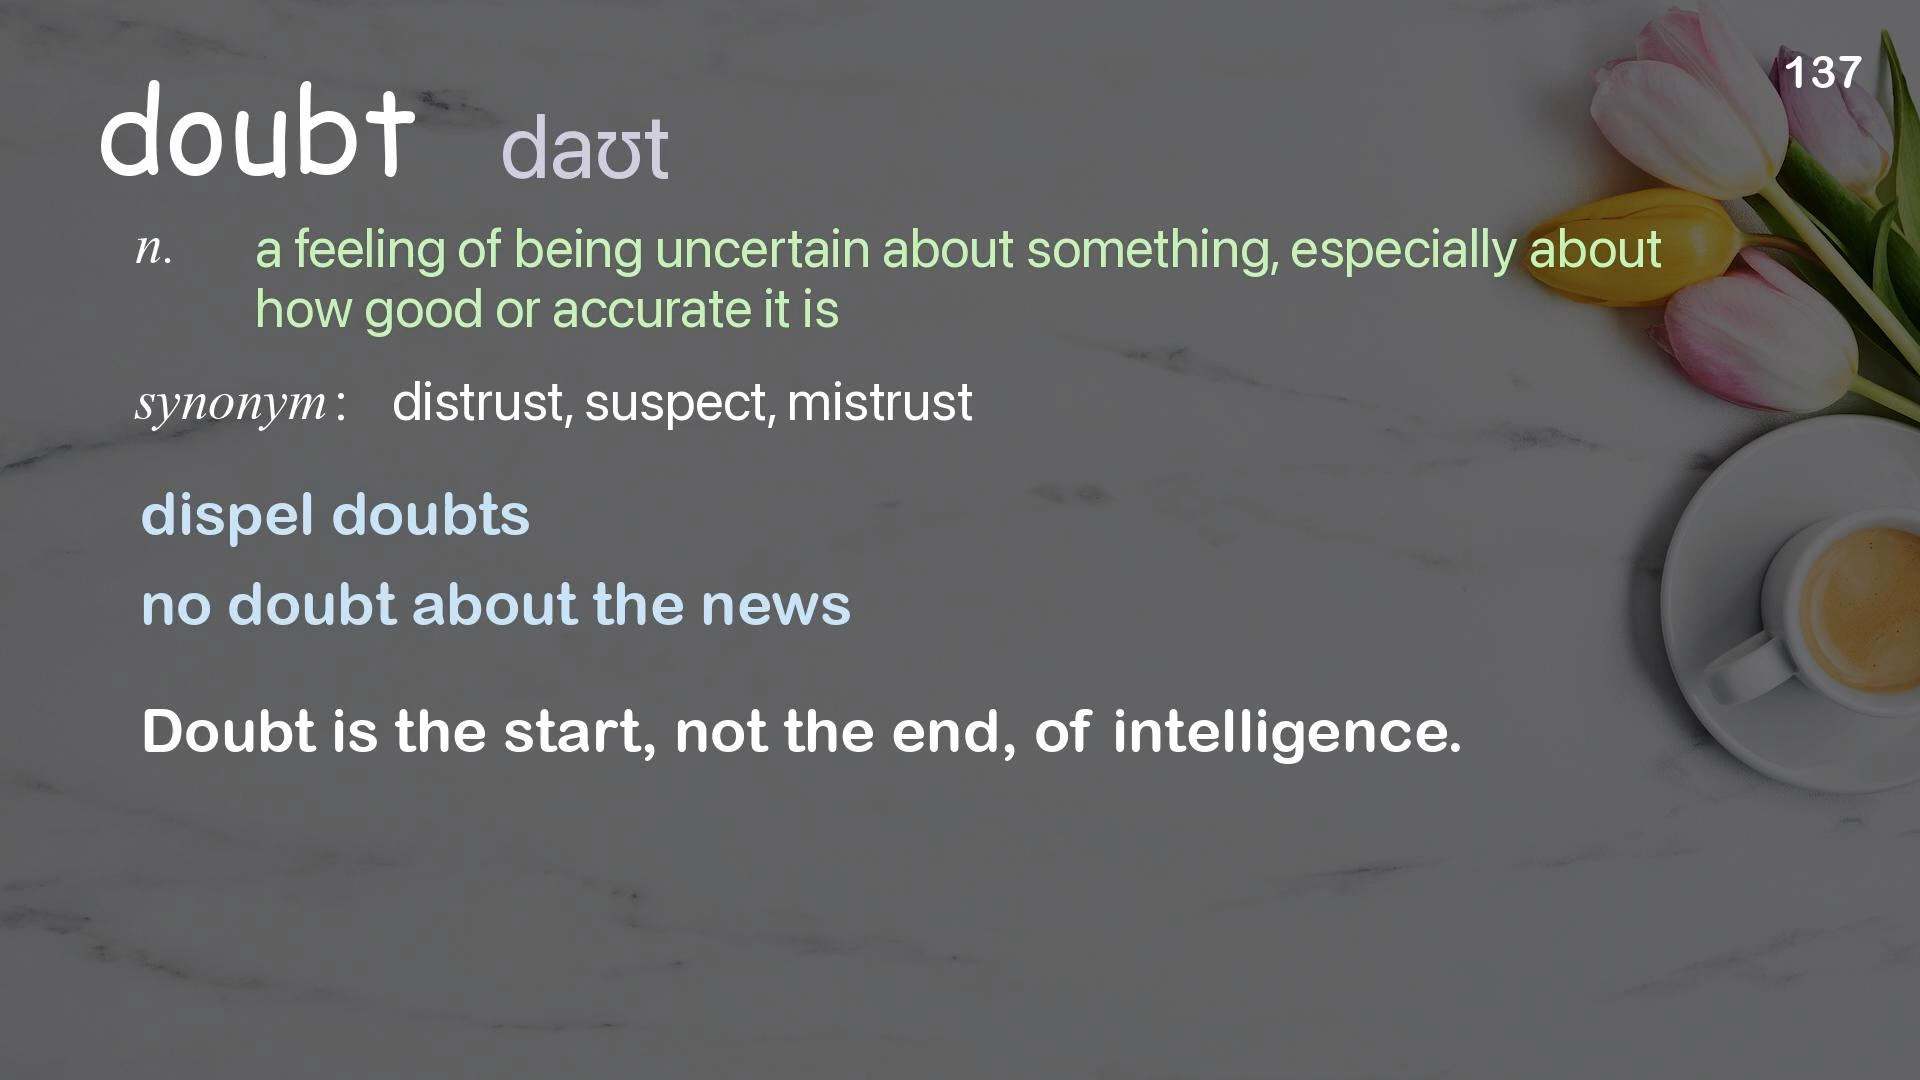 137
doubt daʊt
n. a feeling of being uncertain about something, especially about
how good or accurate it is
synonym: distrust, suspect, mistrust
dispel doubts
no doubt about the news
Doubt is the start, not the end, of intelligence.